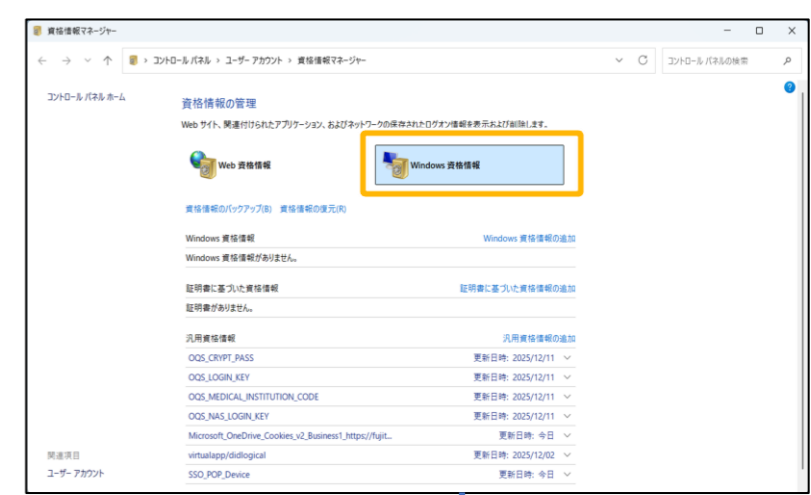 資格情報マネージャー
コントロール パネル › ユーザー アカウント › 資格情報マネージャー
コントロール パネルの検索
コントロール パネル ホーム
資格情報の管理
Web サイト、関連付けられたアプリケーション、およびネットワークの保存されたログオン情報を表示および削除します。
Web 資格情報
Windows 資格情報
資格情報のバックアップ(B) 資格情報の復元(R)
Windows 資格情報 Windows 資格情報の追加
Windows 資格情報がありません。
証明書に基づいた資格情報 証明書に基づいた資格情報の追加
証明書がありません。
汎用資格情報 汎用資格情報の追加
OQS_CRYPT_PASS 更新日時: 2025/12/11
OQS_LOGIN_KEY 更新日時: 2025/12/11
OQS_MEDICAL_INSTITUTION_CODE 更新日時: 2025/12/11
OQS_NAS_LOGIN_KEY 更新日時: 2025/12/11
Microsoft_OneDrive_Cookies_v2_Business1_https://fujit... 更新日時: 今日
virtualapp/didlogical 更新日時: 2025/12/02
SSO_POP_Device 更新日時: 今日
関連項目
ユーザー アカウント